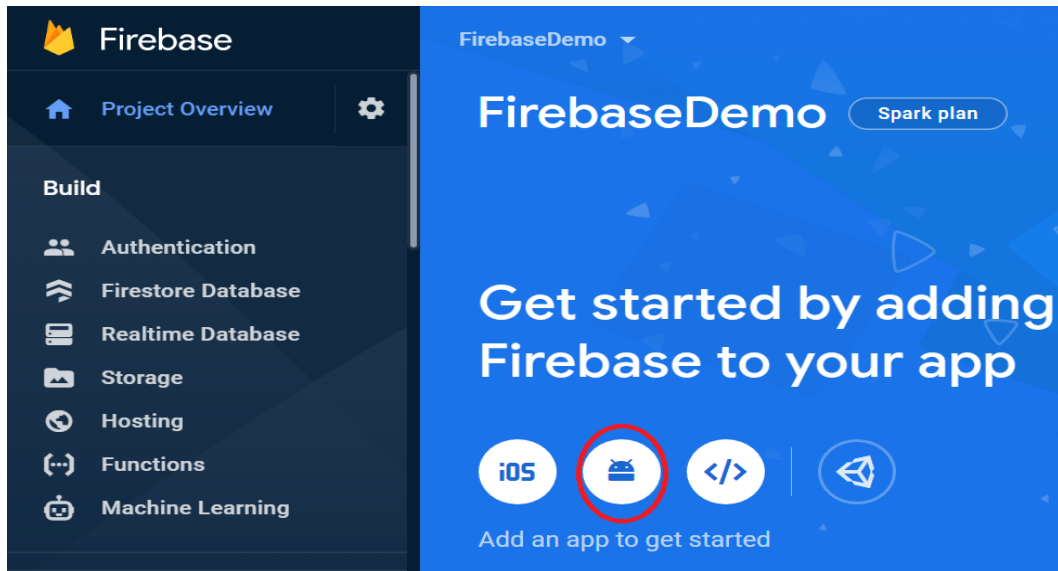 Firebase
Project Overview
Build
Authentication
Firestore Database
Realtime Database
Storage
Hosting
Functions
Machine Learning
FirebaseDemo
FirebaseDemo Spark plan
Get started by adding
Firebase to your app
iOS </>
Add an app to get started